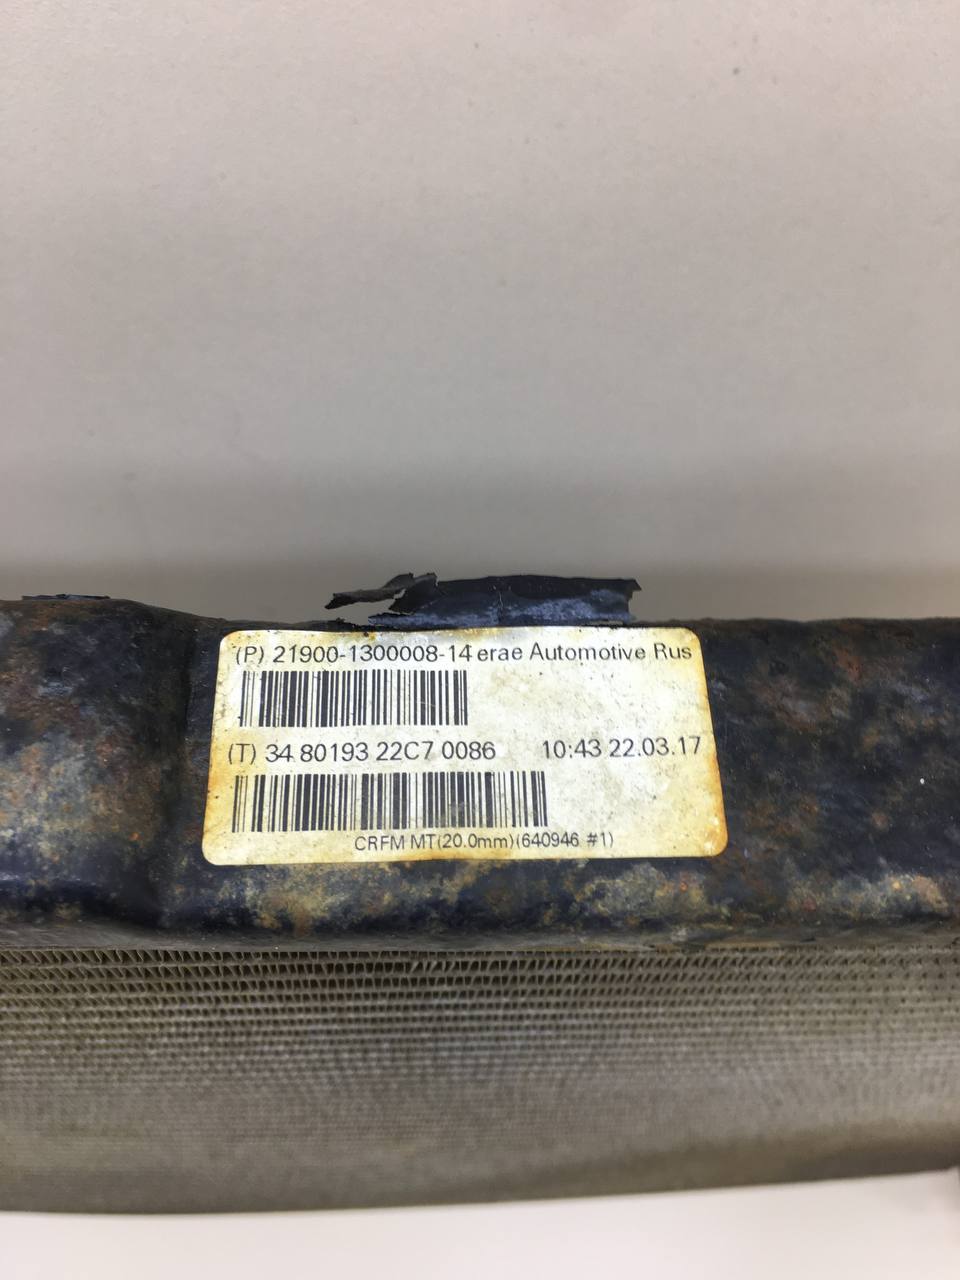 (P) 21900-1300008-14 erae Automotive Rus
(T) 34 80193 22C7 0086 10:43 22.03.17
CRFM MT(20.0mm)(640946 #1)